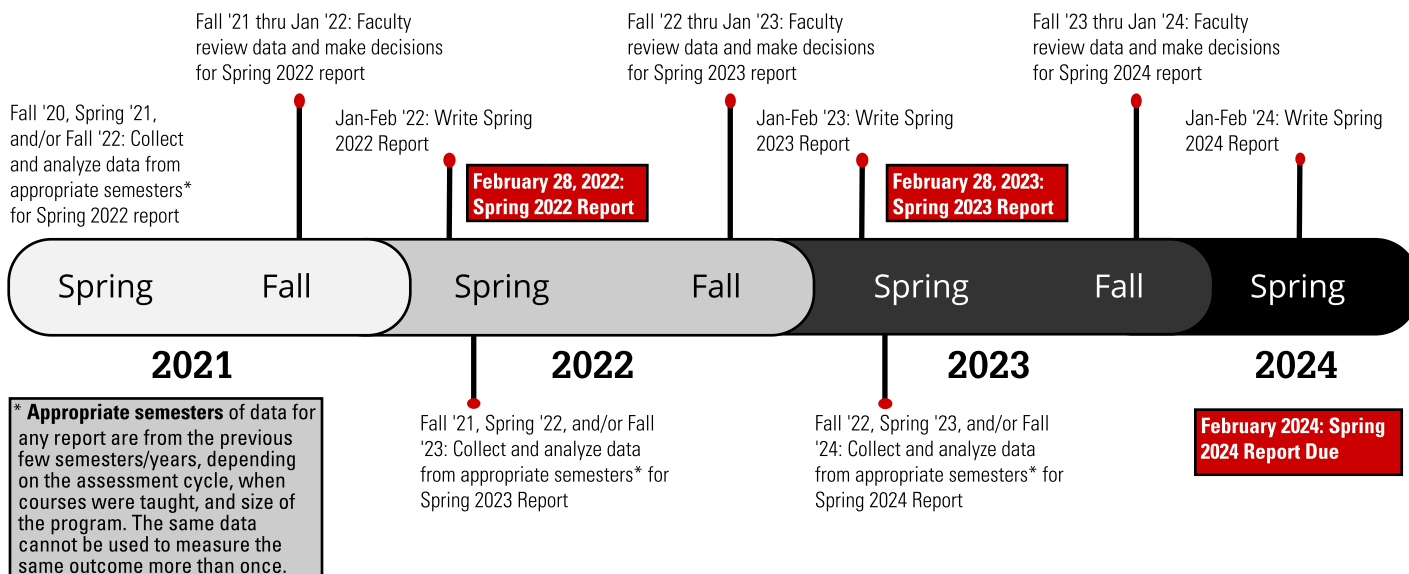 Fall '21 thru Jan '22: Faculty
review data and make decisions
for Spring 2022 report
Fall '22 thru Jan '23: Faculty
review data and make decisions
for Spring 2023 report
Fall '23 thru Jan '24: Faculty
review data and make decisions
for Spring 2024 report
Fall '20, Spring '21,
and/or Fall '22: Collect
and analyze data from
appropriate semesters*
for Spring 2022 report
Jan-Feb '22: Write Spring
2022 Report
February 28, 2022:
Spring 2022 Report
Jan-Feb '23: Write Spring
2023 Report
February 28, 2023:
Spring 2023 Report
Jan-Feb '24: Write Spring
2024 Report
Spring Fall Spring Fall Spring Fall Spring
2021 2022 2023 2024
* Appropriate semesters of data for
any report are from the previous
few semesters/years, depending
on the assessment cycle, when
courses were taught, and size of
the program. The same data
cannot be used to measure the
same outcome more than once.
Fall '21, Spring '22, and/or Fall
'23: Collect and analyze data
from appropriate semesters* for
Spring 2023 Report
Fall '22, Spring '23, and/or Fall
'24: Collect and analyze data
from appropriate semesters* for
Spring 2024 Report
February 2024: Spring
2024 Report Due